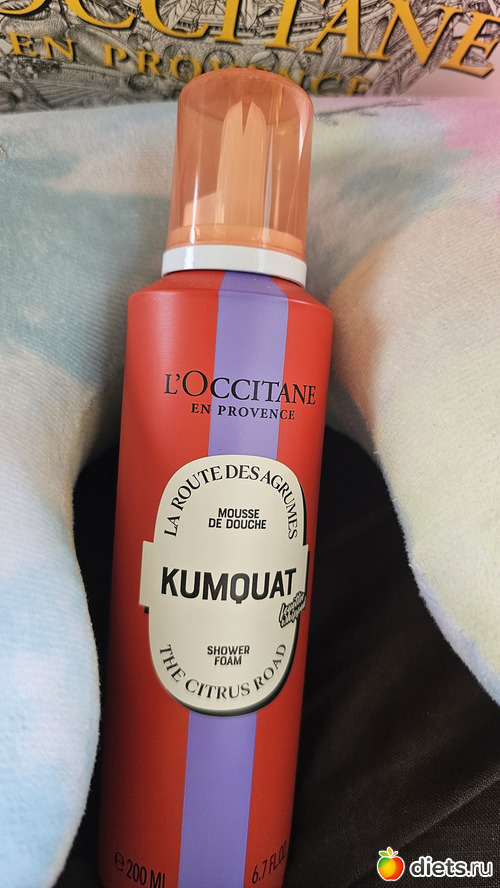 OCCITANE
EN PROVENCE
L'OCCITANE
EN PROVENCE
LA ROUTE DES AGRUMES
MOUSSE
DE DOUCHE
KUMQUAT
SHOWER
FOAM
THE CITRUS ROAD
e 200 ML
6.7 FL.OZ
diets.ru